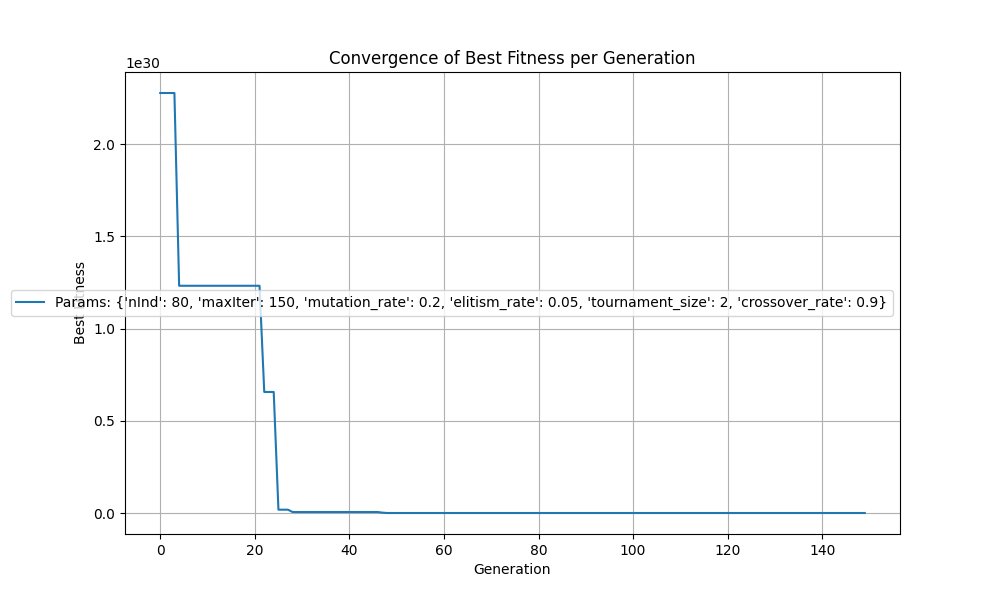 Convergence of Best Fitness per Generation
1e30
2.0
1.5
1.0
0.5
0.0
Best
Params: {'nInd': 80, 'maxIter': 150, 'mutation_rate': 0.2, 'elitism_rate': 0.05, 'tournament_size': 2, 'crossover_rate': 0.9}
0 20 40 60 80 100 120 140
Generation